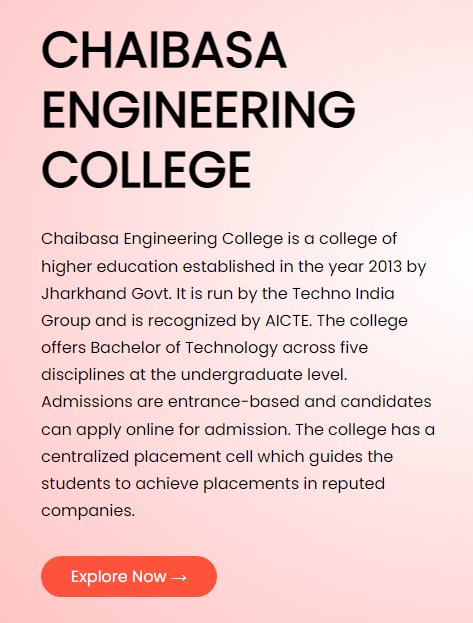 CHAIBASA
ENGINEERING
COLLEGE
Chaibasa Engineering College is a college of
higher education established in the year 2013 by
Jharkhand Govt. It is run by the Techno India
Group and is recognized by AICTE. The college
offers Bachelor of Technology across five
disciplines at the undergraduate level.
Admissions are entrance-based and candidates
can apply online for admission. The college has a
centralized placement cell which guides the
students to achieve placements in reputed
companies.
Explore Now →